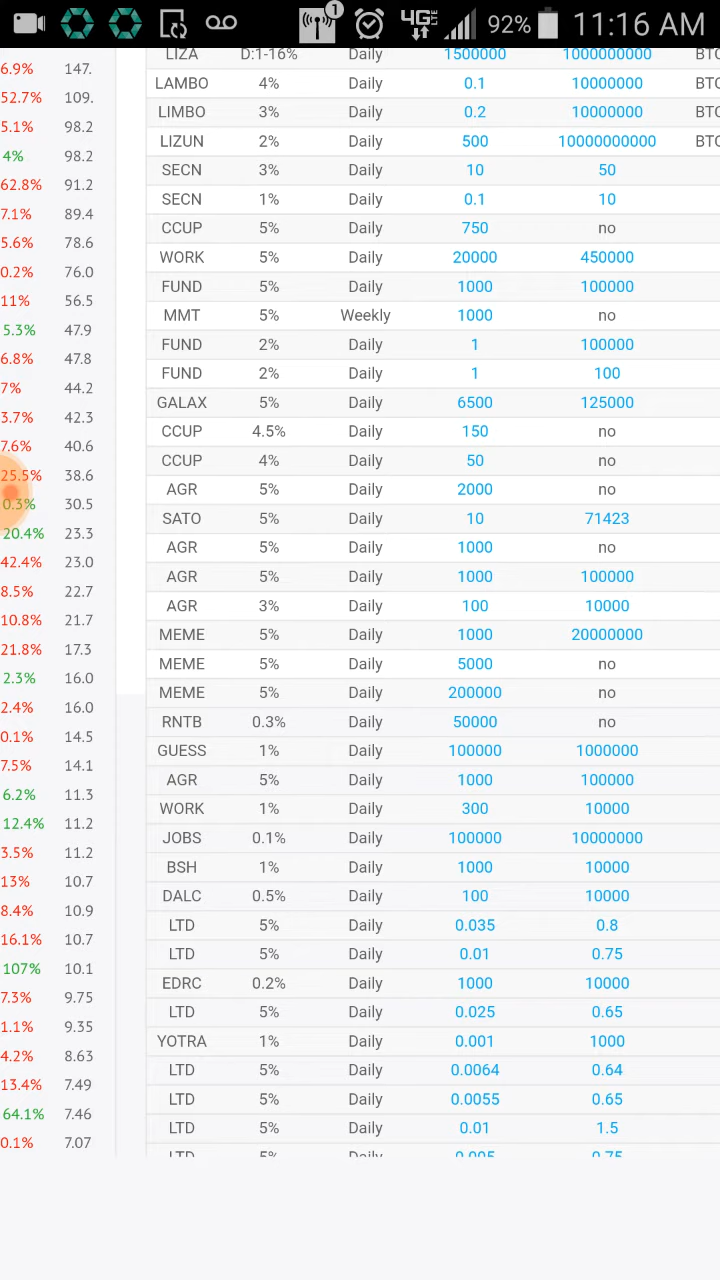 1
4G LTE 92% 11:16 AM
LIZA D:1-16% Daily 1500000 1000000000 BTC
6.9% 147. LAMBO 4% Daily 0.1 10000000 BTC
52.7% 109. LIMBO 3% Daily 0.2 10000000 BTC
5.1% 98.2 LIZUN 2% Daily 500 10000000000 BTC
4% 98.2 SECN 3% Daily 10 50
62.8% 91.2 SECN 1% Daily 0.1 10
7.1% 89.4 CCUP 5% Daily 750 no
5.6% 78.6 WORK 5% Daily 20000 450000
0.2% 76.0 FUND 5% Daily 1000 100000
11% 56.5 MMT 5% Weekly 1000 no
5.3% 47.9 FUND 2% Daily 1 100000
6.8% 47.8 FUND 2% Daily 1 100
7% 44.2 GALAX 5% Daily 6500 125000
3.7% 42.3 CCUP 4.5% Daily 150 no
7.6% 40.6 CCUP 4% Daily 50 no
25.5% 38.6 AGR 5% Daily 2000 no
0.3% 30.5 SATO 5% Daily 10 71423
20.4% 23.3 AGR 5% Daily 1000 no
42.4% 23.0 AGR 5% Daily 1000 100000
8.5% 22.7 AGR 3% Daily 100 10000
10.8% 21.7 MEME 5% Daily 1000 20000000
21.8% 17.3 MEME 5% Daily 5000 no
2.3% 16.0 MEME 5% Daily 200000 no
2.4% 16.0 RNTB 0.3% Daily 50000 no
0.1% 14.5 GUESS 1% Daily 100000 1000000
7.5% 14.1 AGR 5% Daily 1000 100000
6.2% 11.3 WORK 1% Daily 300 10000
12.4% 11.2 JOBS 0.1% Daily 100000 10000000
3.5% 11.2 BSH 1% Daily 1000 10000
13% 10.7 DALC 0.5% Daily 100 10000
8.4% 10.9 LTD 5% Daily 0.035 0.8
16.1% 10.7 LTD 5% Daily 0.01 0.75
107% 10.1 EDRC 0.2% Daily 1000 10000
7.3% 9.75 LTD 5% Daily 0.025 0.65
1.1% 9.35 YOTRA 1% Daily 0.001 1000
4.2% 8.63 LTD 5% Daily 0.0064 0.64
13.4% 7.49 LTD 5% Daily 0.0055 0.65
64.1% 7.46 LTD 5% Daily 0.01 1.5
0.1% 7.07 LTD 5% Daily 0.005 0.75